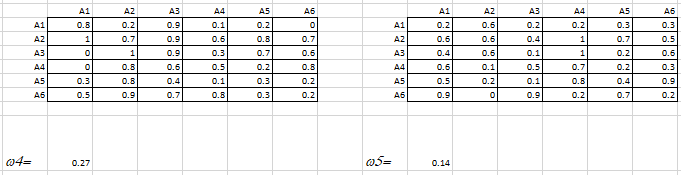 A1 A2 A3 A4 A5 A6 A1 A2 A3 A4 A5 A6
A1 0.8 0.2 0.9 0.1 0.2 0 A1 0.2 0.6 0.2 0.2 0.3 0.3
A2 1 0.7 0.9 0.6 0.8 0.7 A2 0.6 0.6 0.4 1 0.7 0.5
A3 0 1 0.9 0.3 0.7 0.6 A3 0.4 0.6 0.1 1 0.2 0.6
A4 0 0.8 0.6 0.5 0.2 0.8 A4 0.6 0.1 0.5 0.7 0.2 0.3
A5 0.3 0.8 0.4 0.1 0.3 0.2 A5 0.5 0.2 0.1 0.8 0.4 0.9
A6 0.5 0.9 0.7 0.8 0.3 0.2 A6 0.9 0 0.9 0.2 0.7 0.2
ω4= 0.27 ω5= 0.14